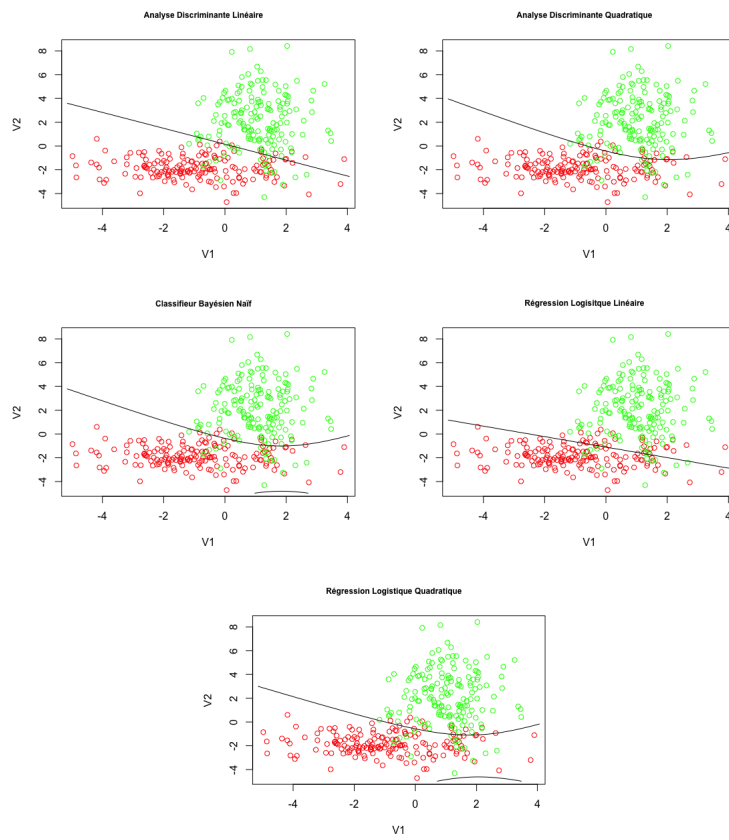 Analyse Discriminante Linéaire
8
6
4
2
0
-2
-4
V2
-4 -2 0 2 4
V1
Analyse Discriminante Quadratique
8
6
4
2
0
-2
-4
V2
-4 -2 0 2 4
V1
Classifieur Bayésien Naïf
8
6
4
2
0
-2
-4
V2
-4 -2 0 2 4
V1
Régression Logisitque Linéaire
8
6
4
2
0
-2
-4
V2
-4 -2 0 2 4
V1
Régression Logistique Quadratique
8
6
4
2
0
-2
-4
V2
-4 -2 0 2 4
V1